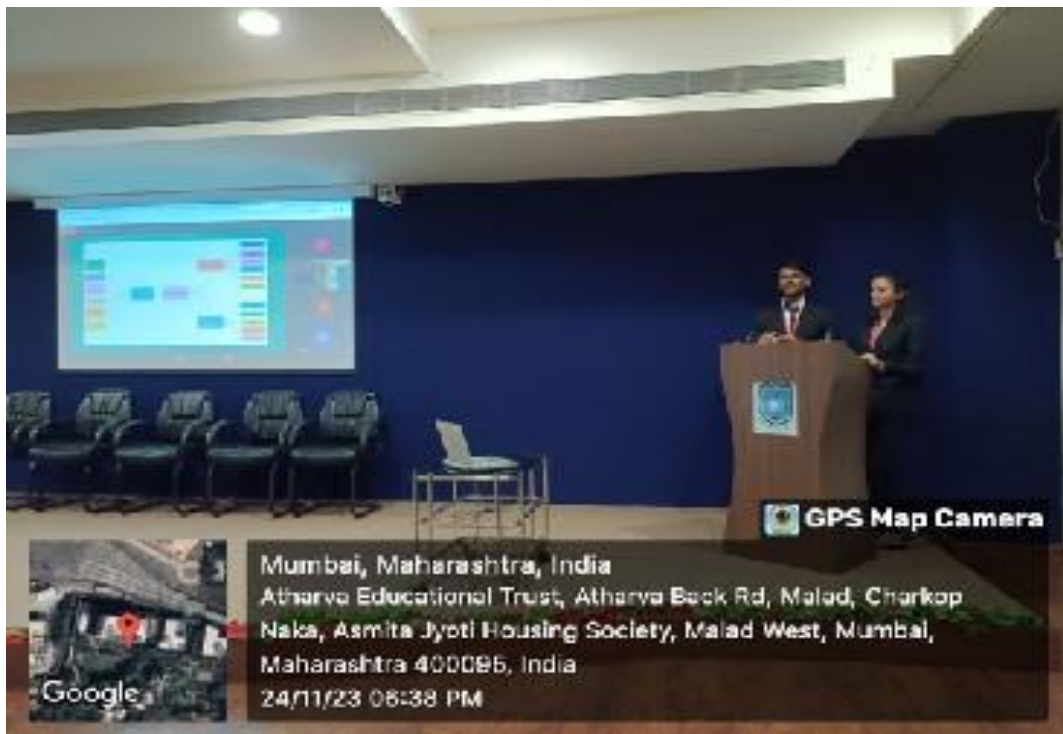 GPS Map Camera
Mumbai, Maharashtra, India
Atharva Educational Trust, Atharva Back Rd, Malad, Charkop
Naka, Asmita Jyoti Housing Society, Malad West, Mumbai,
Maharashtra 400095, India
24/11/23 06:38 PM
Google